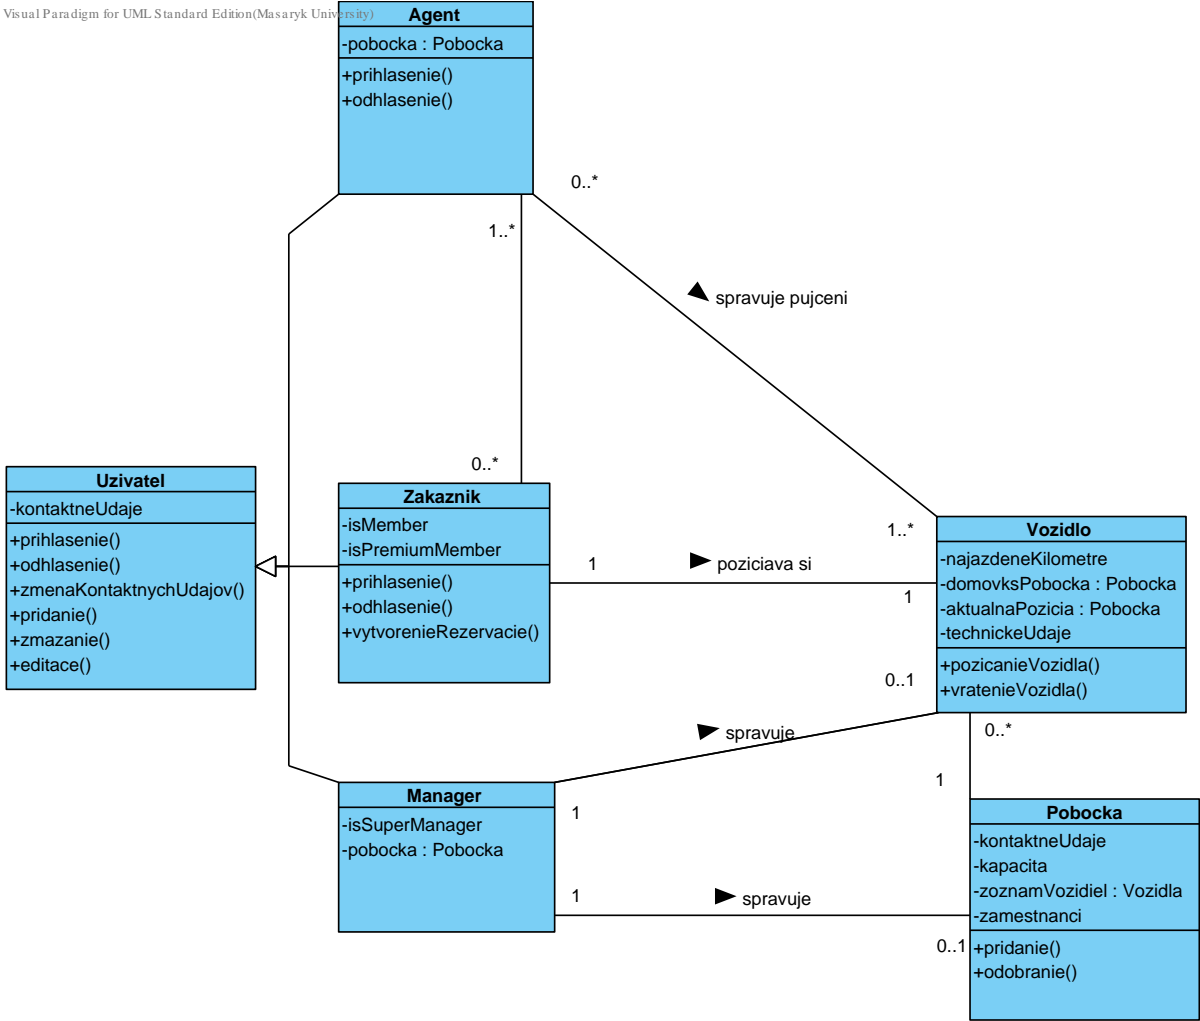 Visual Paradigm for UML Standard Edition(Masaryk University)
Agent
-pobocka : Pobocka
+prihlasenie()
+odhlasenie()
0..*
1..*
spravuje pujceni
0..*
Uzivatel
-kontaktneUdaje
+prihlasenie()
+odhlasenie()
+zmenaKontaktnychUdajov()
+pridanie()
+zmazanie()
+editace()
Zakaznik
-isMember
-isPremiumMember
+prihlasenie()
+odhlasenie()
+vytvorenieRezervacie()
1
poziciava si
1..*
1
0..1
Vozidlo
-najazdeneKilometre
-domovksPobocka : Pobocka
-aktualnaPozicia : Pobocka
-technickeUdaje
+pozicanieVozidla()
+vratenieVozidla()
spravuje
0..*
1
Manager
-isSuperManager
-pobocka : Pobocka
1
1
spravuje
0..1
Pobocka
-kontaktneUdaje
-kapacita
-zoznamVozidiel : Vozidla
-zamestnanci
+pridanie()
+odobranie()